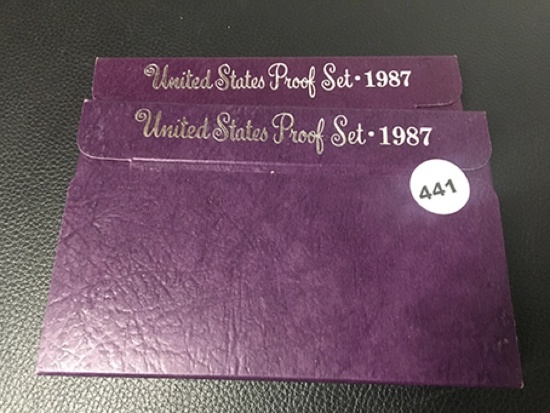 United States Proof Set · 1987
United States Proof Set · 1987
441